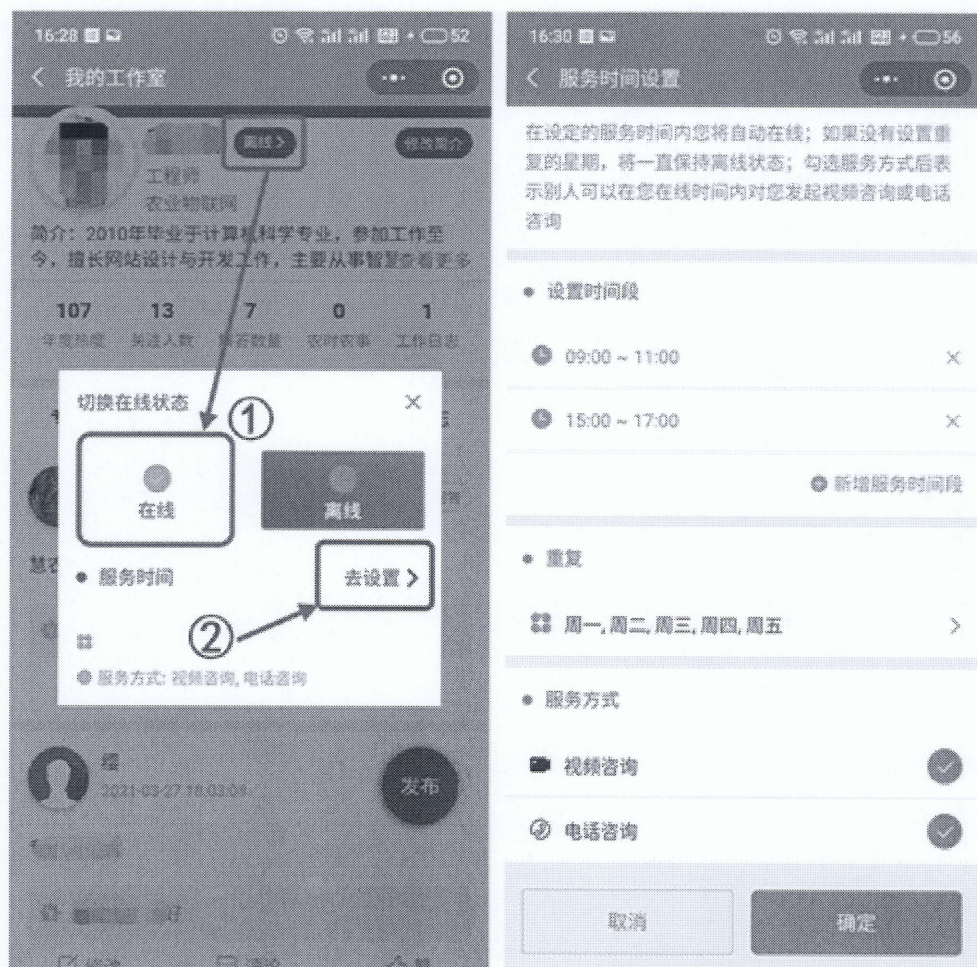 16:28
52
我的工作室
离线 >
修改简介
工程师
农业物联网
简介：2010年毕业于计算机科学专业，参加工作至
今，擅长网站设计与开发工作，主要从事智慧查看更多
107 13 7 0 1
年度热度 关注人数 解答数量 农时农事 工作日志
切换在线状态
①
在线
离线
服务时间
去设置 >
②
服务方式: 视频咨询, 电话咨询
2021-03-27 18:03:09
发布
16:30
56
服务时间设置
在设定的服务时间内您将自动在线；如果没有设置重
复的星期，将一直保持离线状态；勾选服务方式后表
示别人可以在您在线时间内对您发起视频咨询或电话
咨询
设置时间段
09:00 ~ 11:00
15:00 ~ 17:00
新增服务时间段
重复
周一, 周二, 周三, 周四, 周五
服务方式
视频咨询
电话咨询
取消
确定